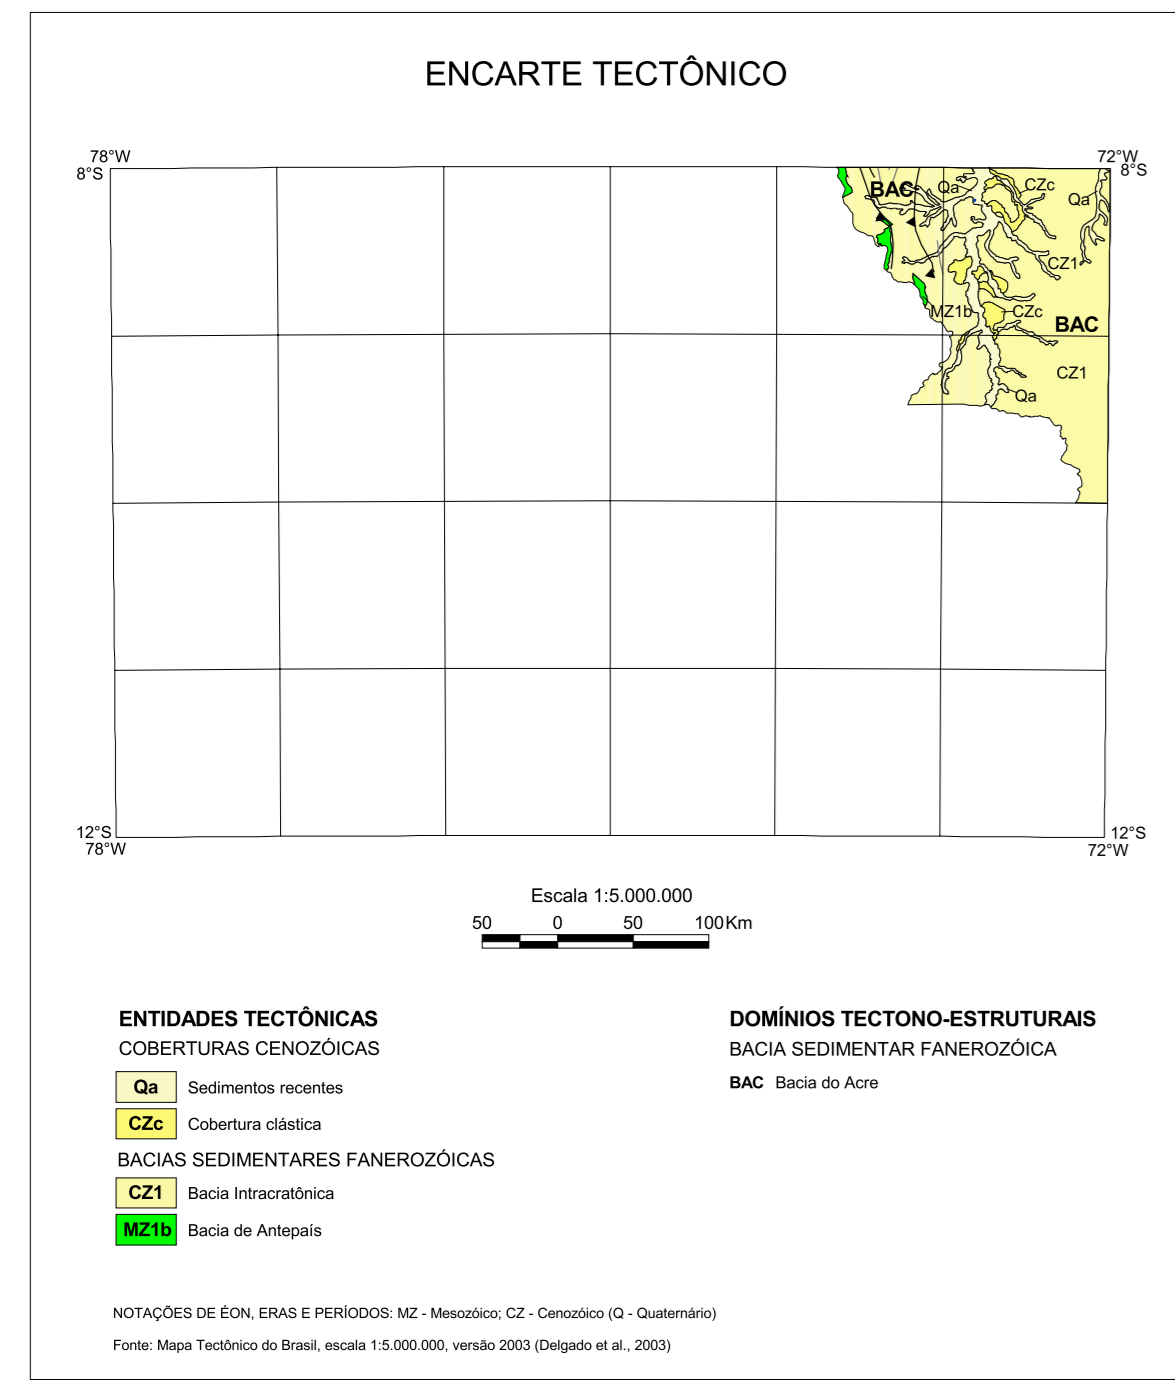 ENCARTE TECTÔNICO
78°W
72°W
8°S
8°S
BAC
Qa
CZc
Qa
CZ1
MZ1b
CZc
BAC
CZ1
Qa
12°S
12°S
78°W
72°W
Escala 1:5.000.000
50 0 50 100Km
ENTIDADES TECTÔNICAS
COBERTURAS CENOZÓICAS
Qa Sedimentos recentes
CZc Cobertura clástica
BACIAS SEDIMENTARES FANEROZÓICAS
CZ1 Bacia Intracratônica
MZ1b Bacia de Antepaís
DOMÍNIOS TECTONO-ESTRUTURAIS
BACIA SEDIMENTAR FANEROZÓICA
BAC Bacia do Acre
NOTAÇÕES DE ÉON, ERAS E PERÍODOS: MZ - Mesozóico; CZ - Cenozóico (Q - Quaternário)
Fonte: Mapa Tectônico do Brasil, escala 1:5.000.000, versão 2003 (Delgado et al., 2003)